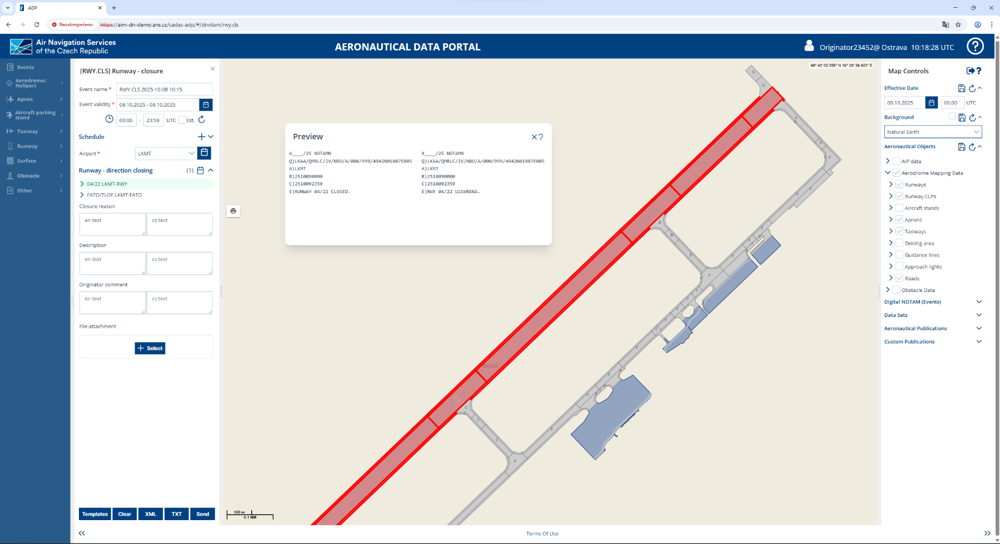 ADP
Nezabezpečeno
https://aim-dn-demo.ans.cz/cadas-adp/#/dnotam/rwy.cls
Air Navigation Services
of the Czech Republic
AERONAUTICAL DATA PORTAL
Originator23452@ Ostrava 10:18:28 UTC
Events
Aerodrome/
Heliport
Apron
Aircraft parking
stand
Taxiway
Runway
Surface
Obstacle
Other
[RWY.CLS] Runway - closure
Event name *
RWY.CLS 2025-10-08 10:15
Event validity *
09.10.2025 - 09.10.2025
00:00 - 23:59 UTC Est.
Schedule
Airport *
LKMT
Runway - direction closing (1)
04/22 LKMT-RWY
FATO/TLOF LKMT-FATO
Closure reason
en text
cs text
Description
en text
cs text
Originator comment
en text
cs text
File attachment
Select
Templates
Clear
XML
TXT
Send
Preview
A____/25 NOTAMN
Q)LKAA/QMRLC/IV/NBO/A/000/999/4942N01807E005
A)LKMT
B)2510090000
C)2510092359
E)RUNWAY 04/22 CLOSED.
X____/25 NOTAMN
Q)LKAA/QMRLC/IV/NBO/A/000/999/4942N01807E005
A)LKMT
B)2510090000
C)2510092359
E)RWY 04/22 UZAVRENA.
49° 42' 02.556" N 18° 06' 39.423" E
G
G
A
A
A
F
F
F
B
B
B
F
F
F
F
F
F
F
F
F
F
F
F
F
04/22
C
C
C
F
F
F
F
F
100 m
0.1 NM
Map Controls
Effective Date
09.10.2025
00:00 UTC
Background
Natural Earth
Aeronautical Objects
AIP data
Aerodrome Mapping Data
Runways
Runway CLPs
Aircraft stands
Aprons
Taxiways
Deicing area
Guidance lines
Approach lights
Roads
Obstacle Data
Digital NOTAM (Events)
Data Sets
Aeronautical Publications
Custom Publications
Terms Of Use